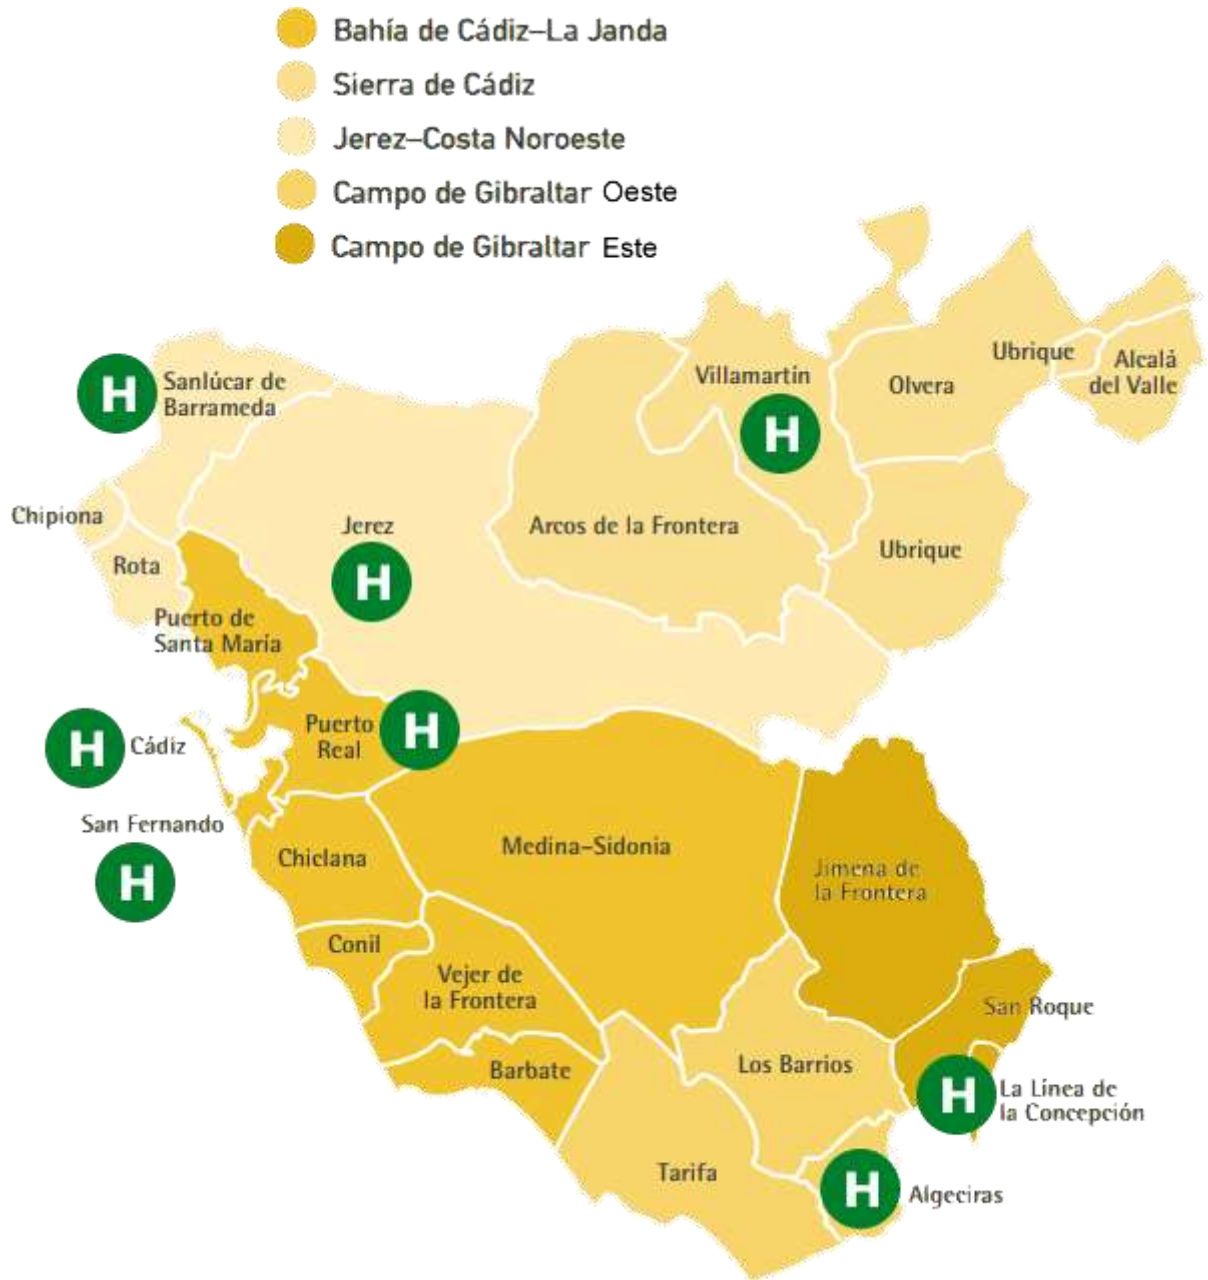 Bahía de Cádiz–La Janda
Sierra de Cádiz
Jerez–Costa Noroeste
Campo de Gibraltar Oeste
Campo de Gibraltar Este
Ubrique
Alcalá
del Valle
Villamartín
Olvera
H
Sanlúcar de
Barrameda
H
Chipiona
Jerez
Arcos de la Frontera
Ubrique
Rota
H
Puerto de
Santa María
Puerto
Real
H
H
Cádiz
San Fernando
H
Chiclana
Medina–Sidonia
Jimena de
la Frontera
Conil
Vejer de
la Frontera
San Roque
Barbate
Los Barrios
H
La Línea de
la Concepción
Tarifa
H
Algeciras